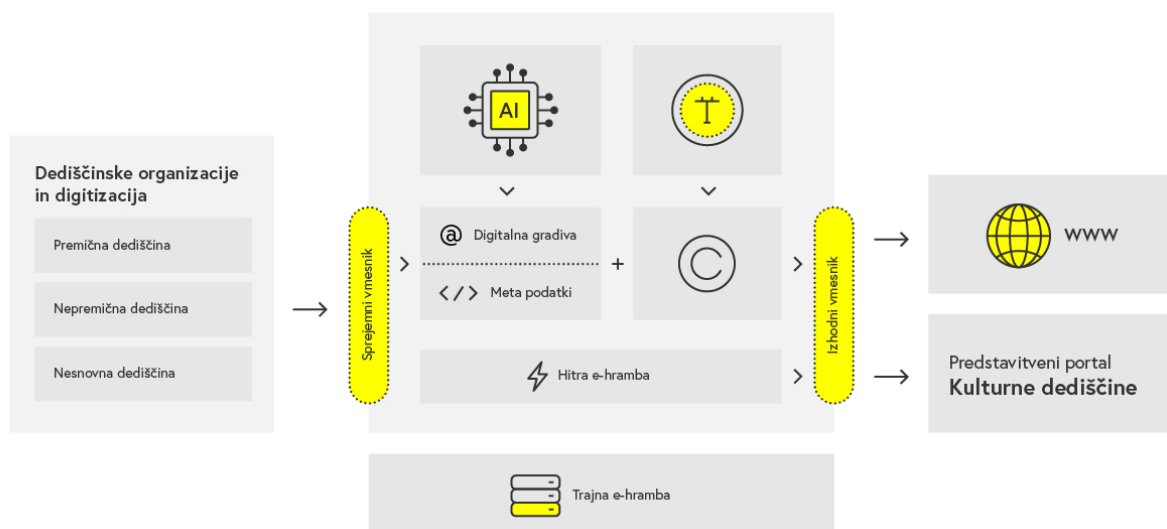 Dediščinske organizacije
in digitizacija
Premična dediščina
Nepremična dediščina
Nesnovna dediščina
Sprejemni vmesnik
AI
T
@ Digitalna gradiva
</> Meta podatki
+
C
Hitra e-hramba
Izhodni vmesnik
www
Predstavitveni portal
Kulturne dediščine
Trajna e-hramba